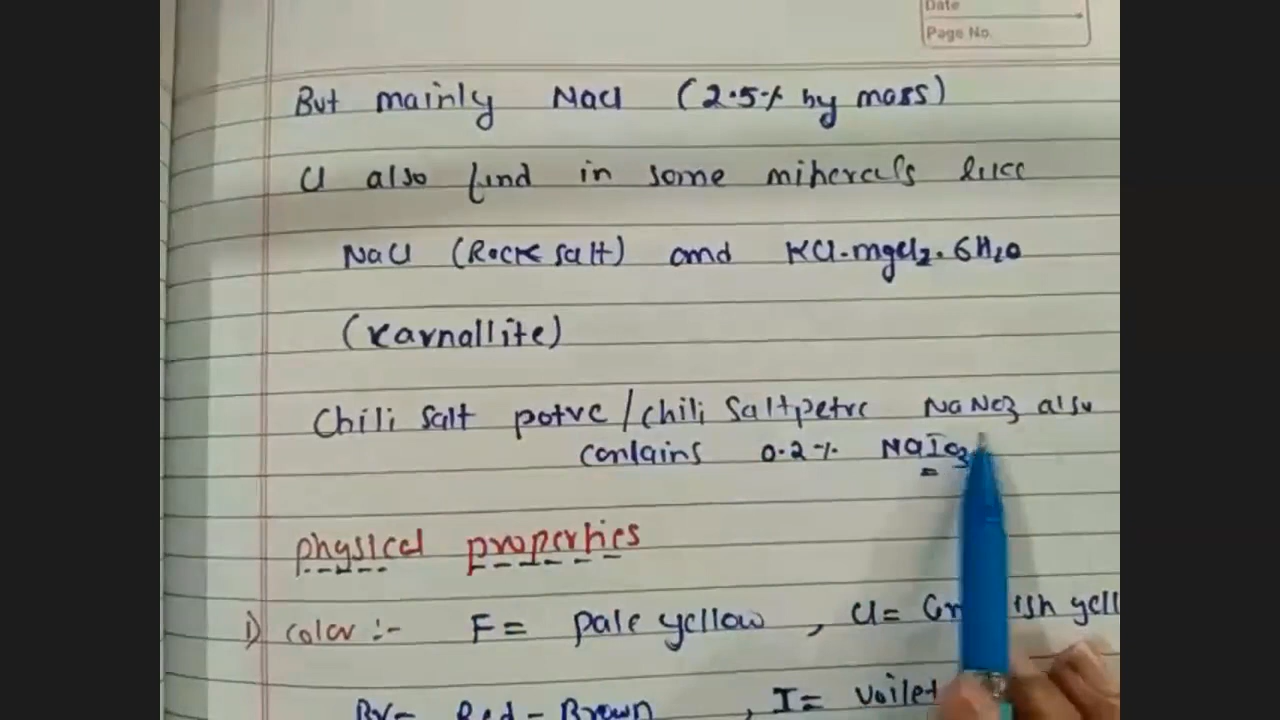 Date
Page No.
But mainly NaCl (2.5% by mass)
Cl also find in some minerals like
NaCl (Rock salt) and KCl.MgCl2.6H2O
(Karnallite)
Chili salt potre/chili saltpetre NaNO3 also
contains 0.2% NaIO3
physical properties
i) color :- F= pale yellow, Cl= yell
Br= Red-Brown, I= Voilet